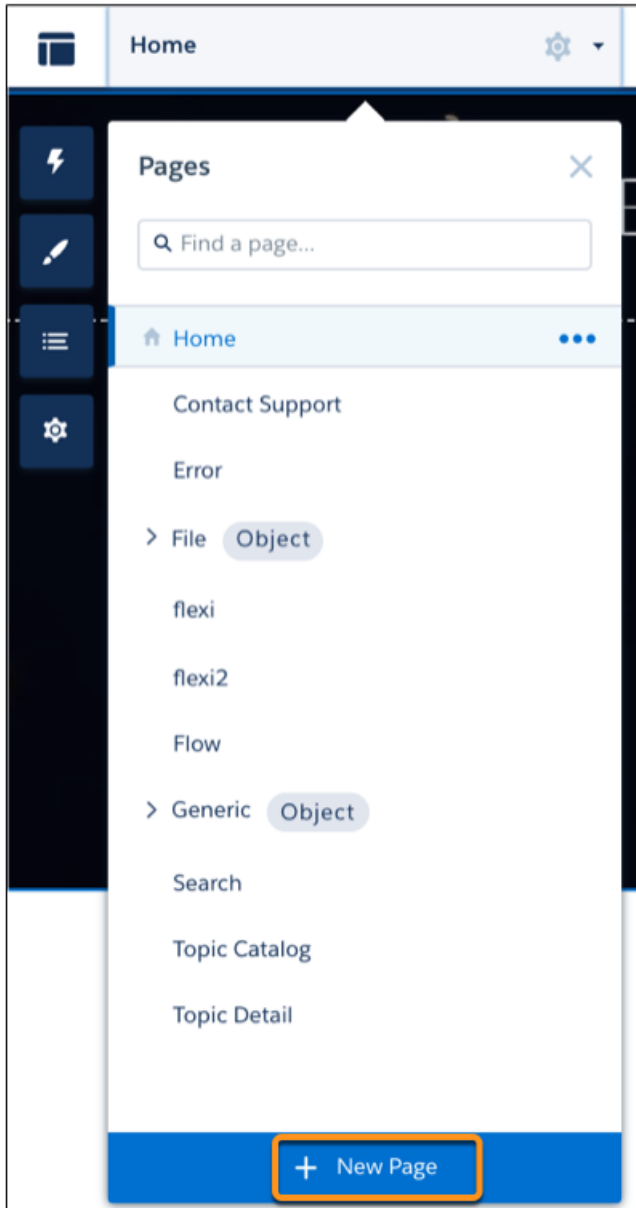 Home
Pages
Find a page...
Home
Contact Support
Error
File Object
flexi
flexi2
Flow
Generic Object
Search
Topic Catalog
Topic Detail
+ New Page